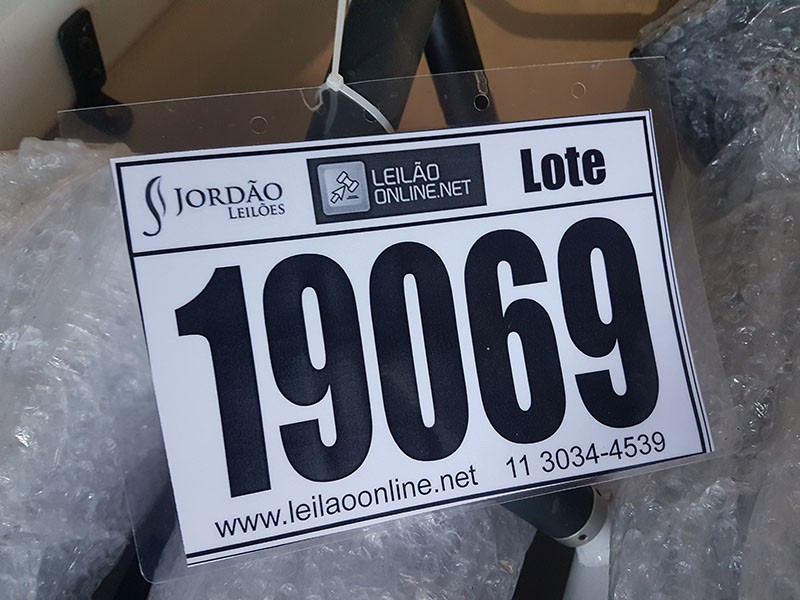 JORDÃO
LEILÕES
LEILÃO
ONLINE.NET
Lote
19069
www.leilaoonline.net 11 3034-4539